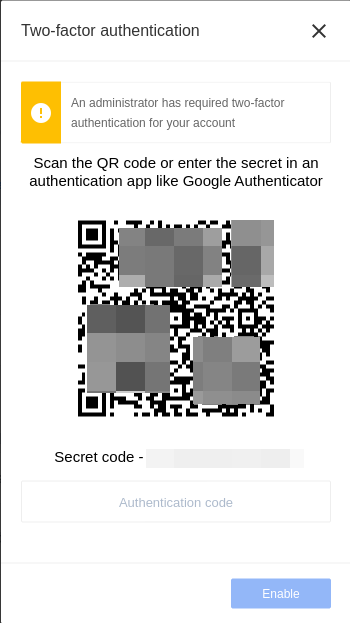 Two-factor authentication
An administrator has required two-factor
authentication for your account
Scan the QR code or enter the secret in an
authentication app like Google Authenticator
Secret code -
Authentication code
Enable